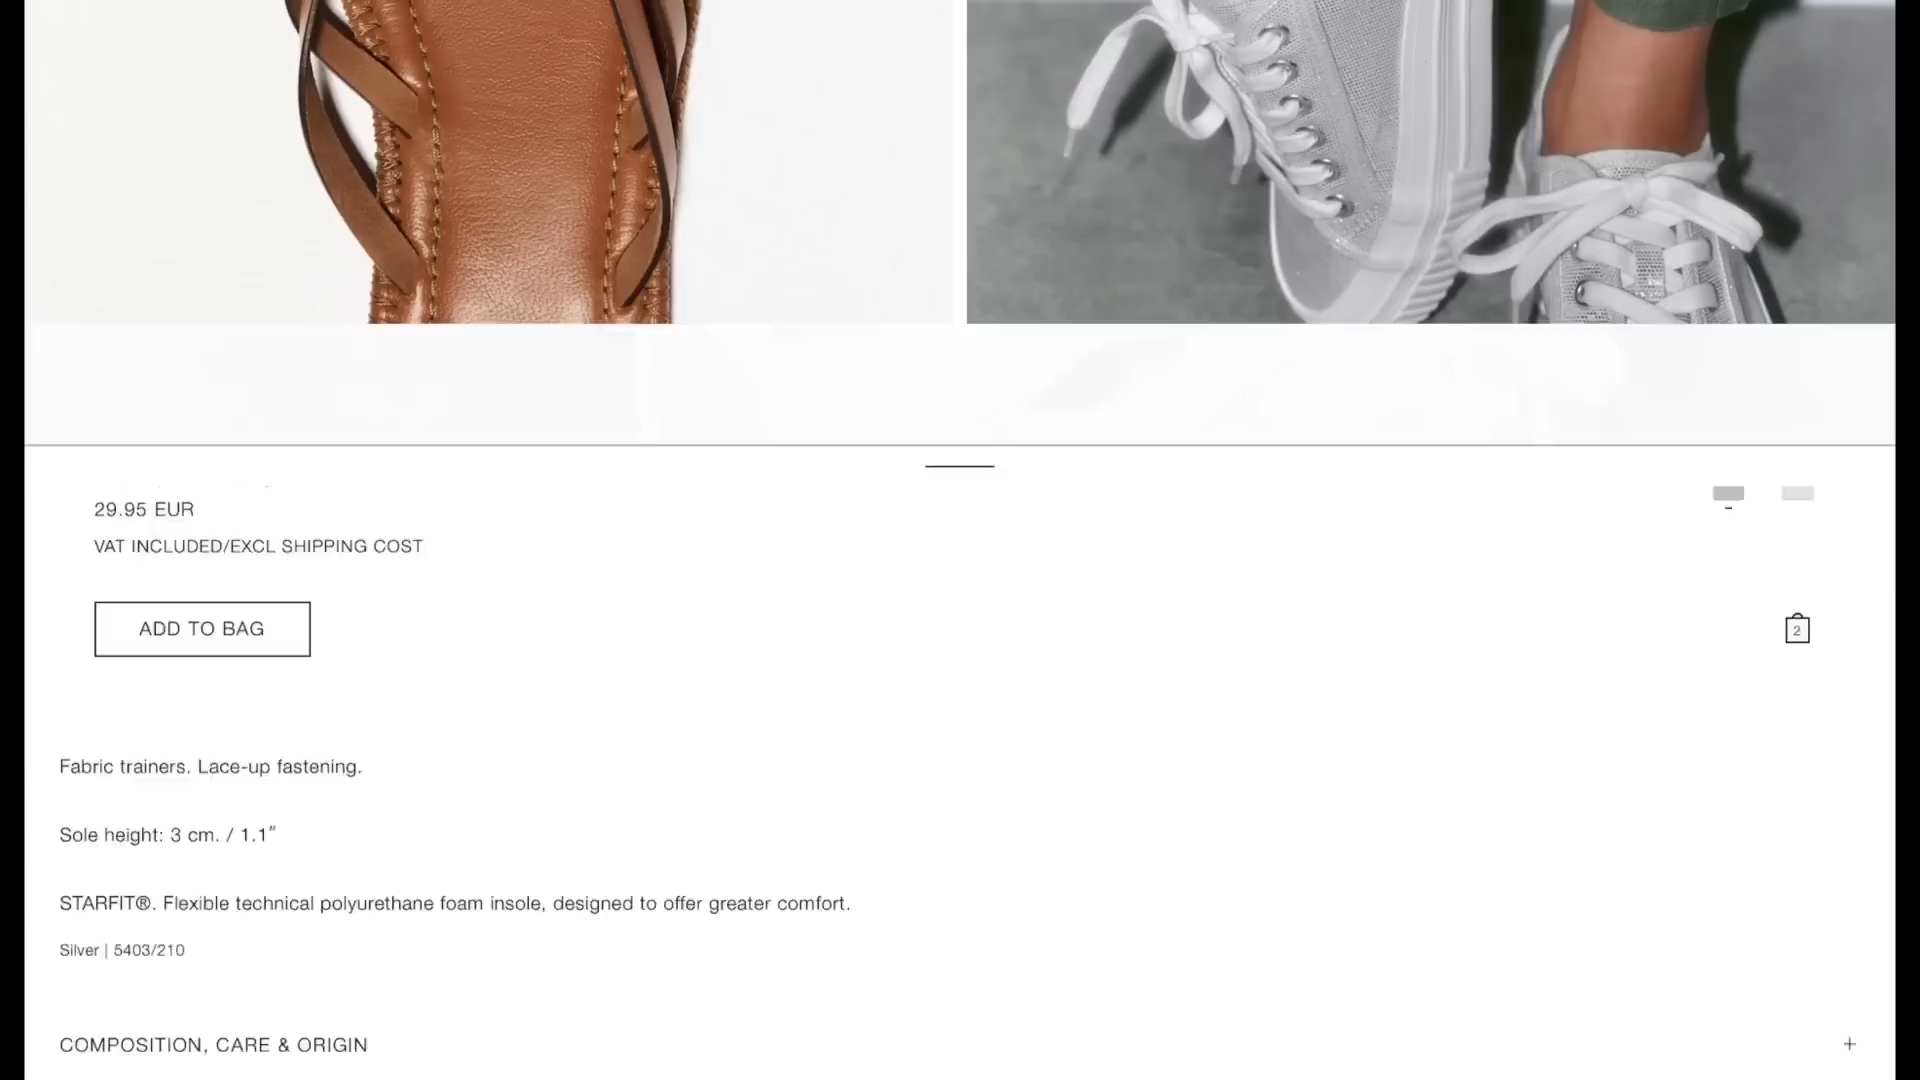 29.95 EUR
VAT INCLUDED/EXCL SHIPPING COST
ADD TO BAG
2
Fabric trainers. Lace-up fastening.
Sole height: 3 cm. / 1.1″
STARFIT®. Flexible technical polyurethane foam insole, designed to offer greater comfort.
Silver | 5403/210
COMPOSITION, CARE & ORIGIN +